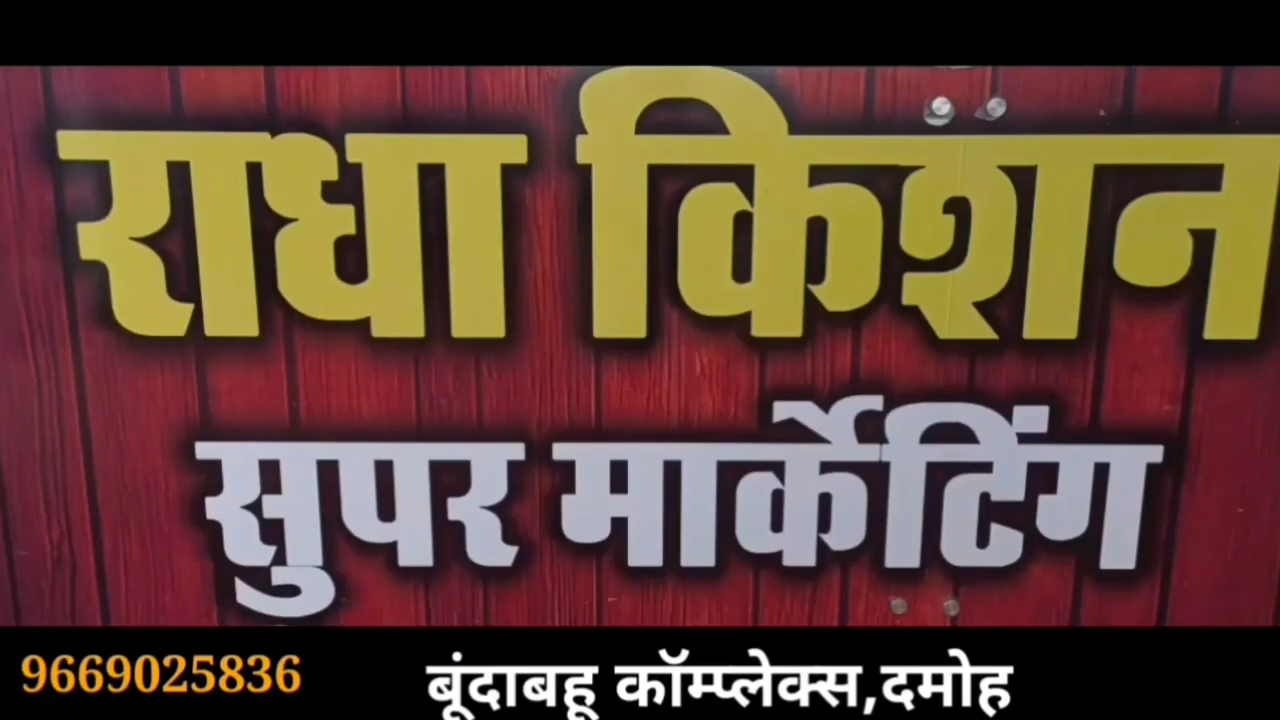 राधा किशन
सुपर मार्केटिंग
9669025836 बूंदाबहू कॉम्प्लेक्स,दमोह